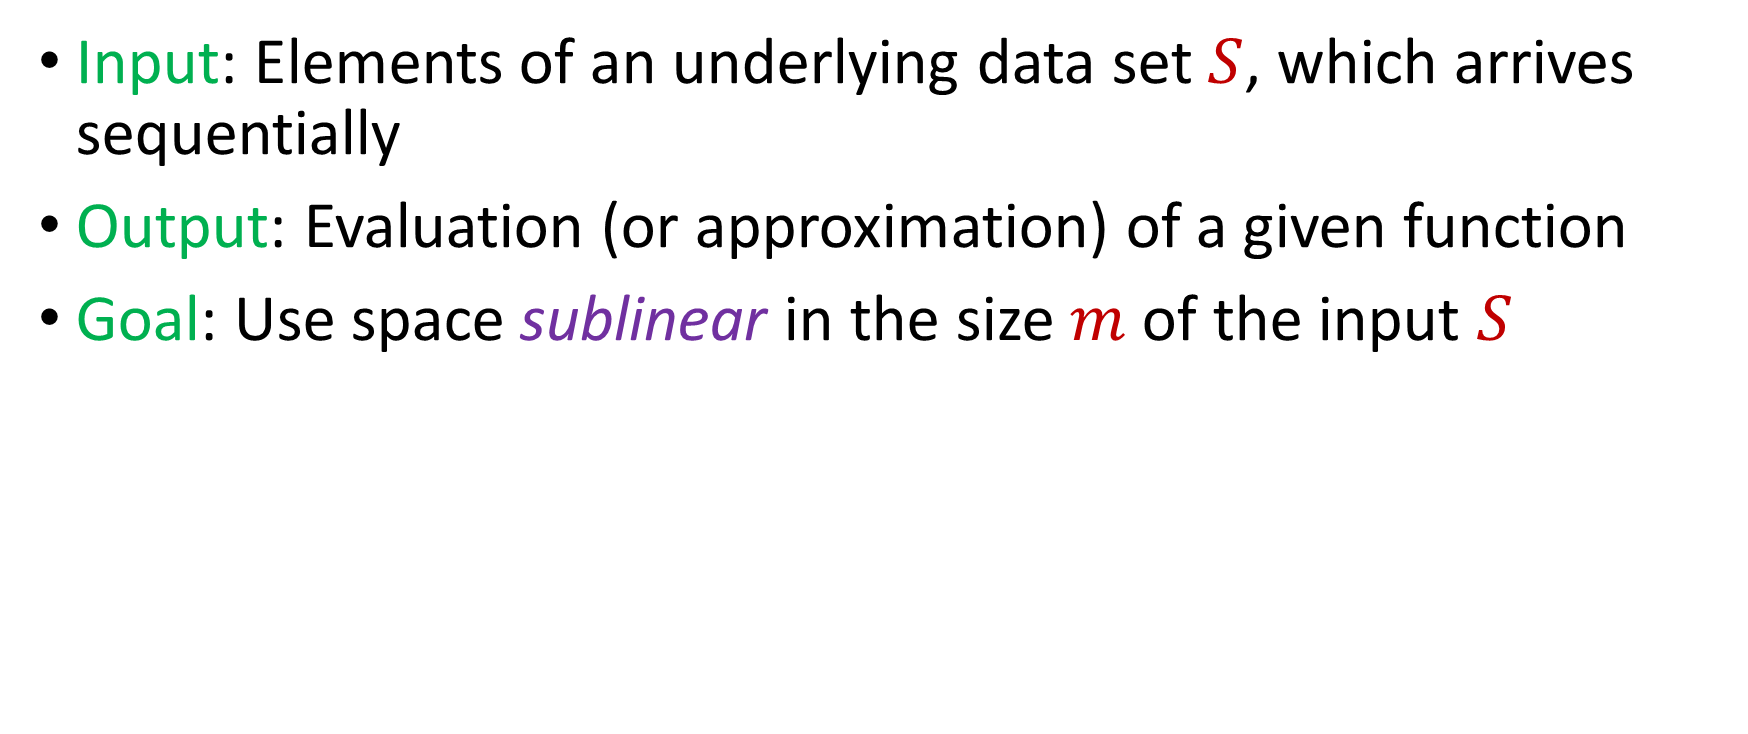 • Input: Elements of an underlying data set S, which arrives
sequentially
• Output: Evaluation (or approximation) of a given function
• Goal: Use space sublinear in the size m of the input S